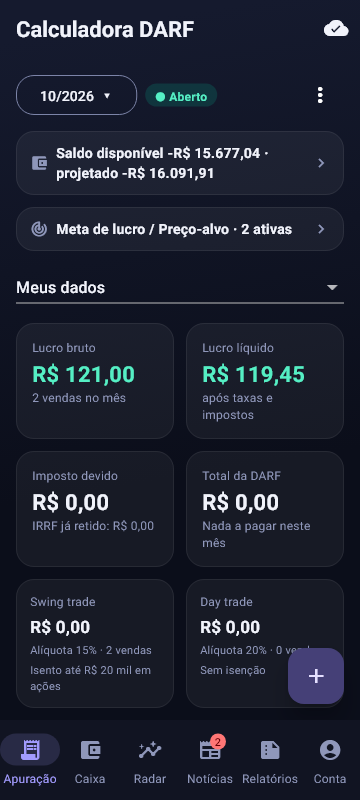 Calculadora DARF
10/2026
Aberto
Saldo disponível -R$ 15.677,04 ·
projetado -R$ 16.091,91
Meta de lucro / Preço-alvo · 2 ativas
Meus dados
Lucro bruto
R$ 121,00
2 vendas no mês
Lucro líquido
R$ 119,45
após taxas e
impostos
Imposto devido
R$ 0,00
IRRF já retido: R$ 0,00
Total da DARF
R$ 0,00
Nada a pagar neste
mês
Swing trade
R$ 0,00
Alíquota 15% · 2 vendas
Isento até R$ 20 mil em
ações
Day trade
R$ 0,00
Alíquota 20% · 0
Sem isenção
+
2
Apuração
Caixa
Radar
Notícias
Relatórios
Conta